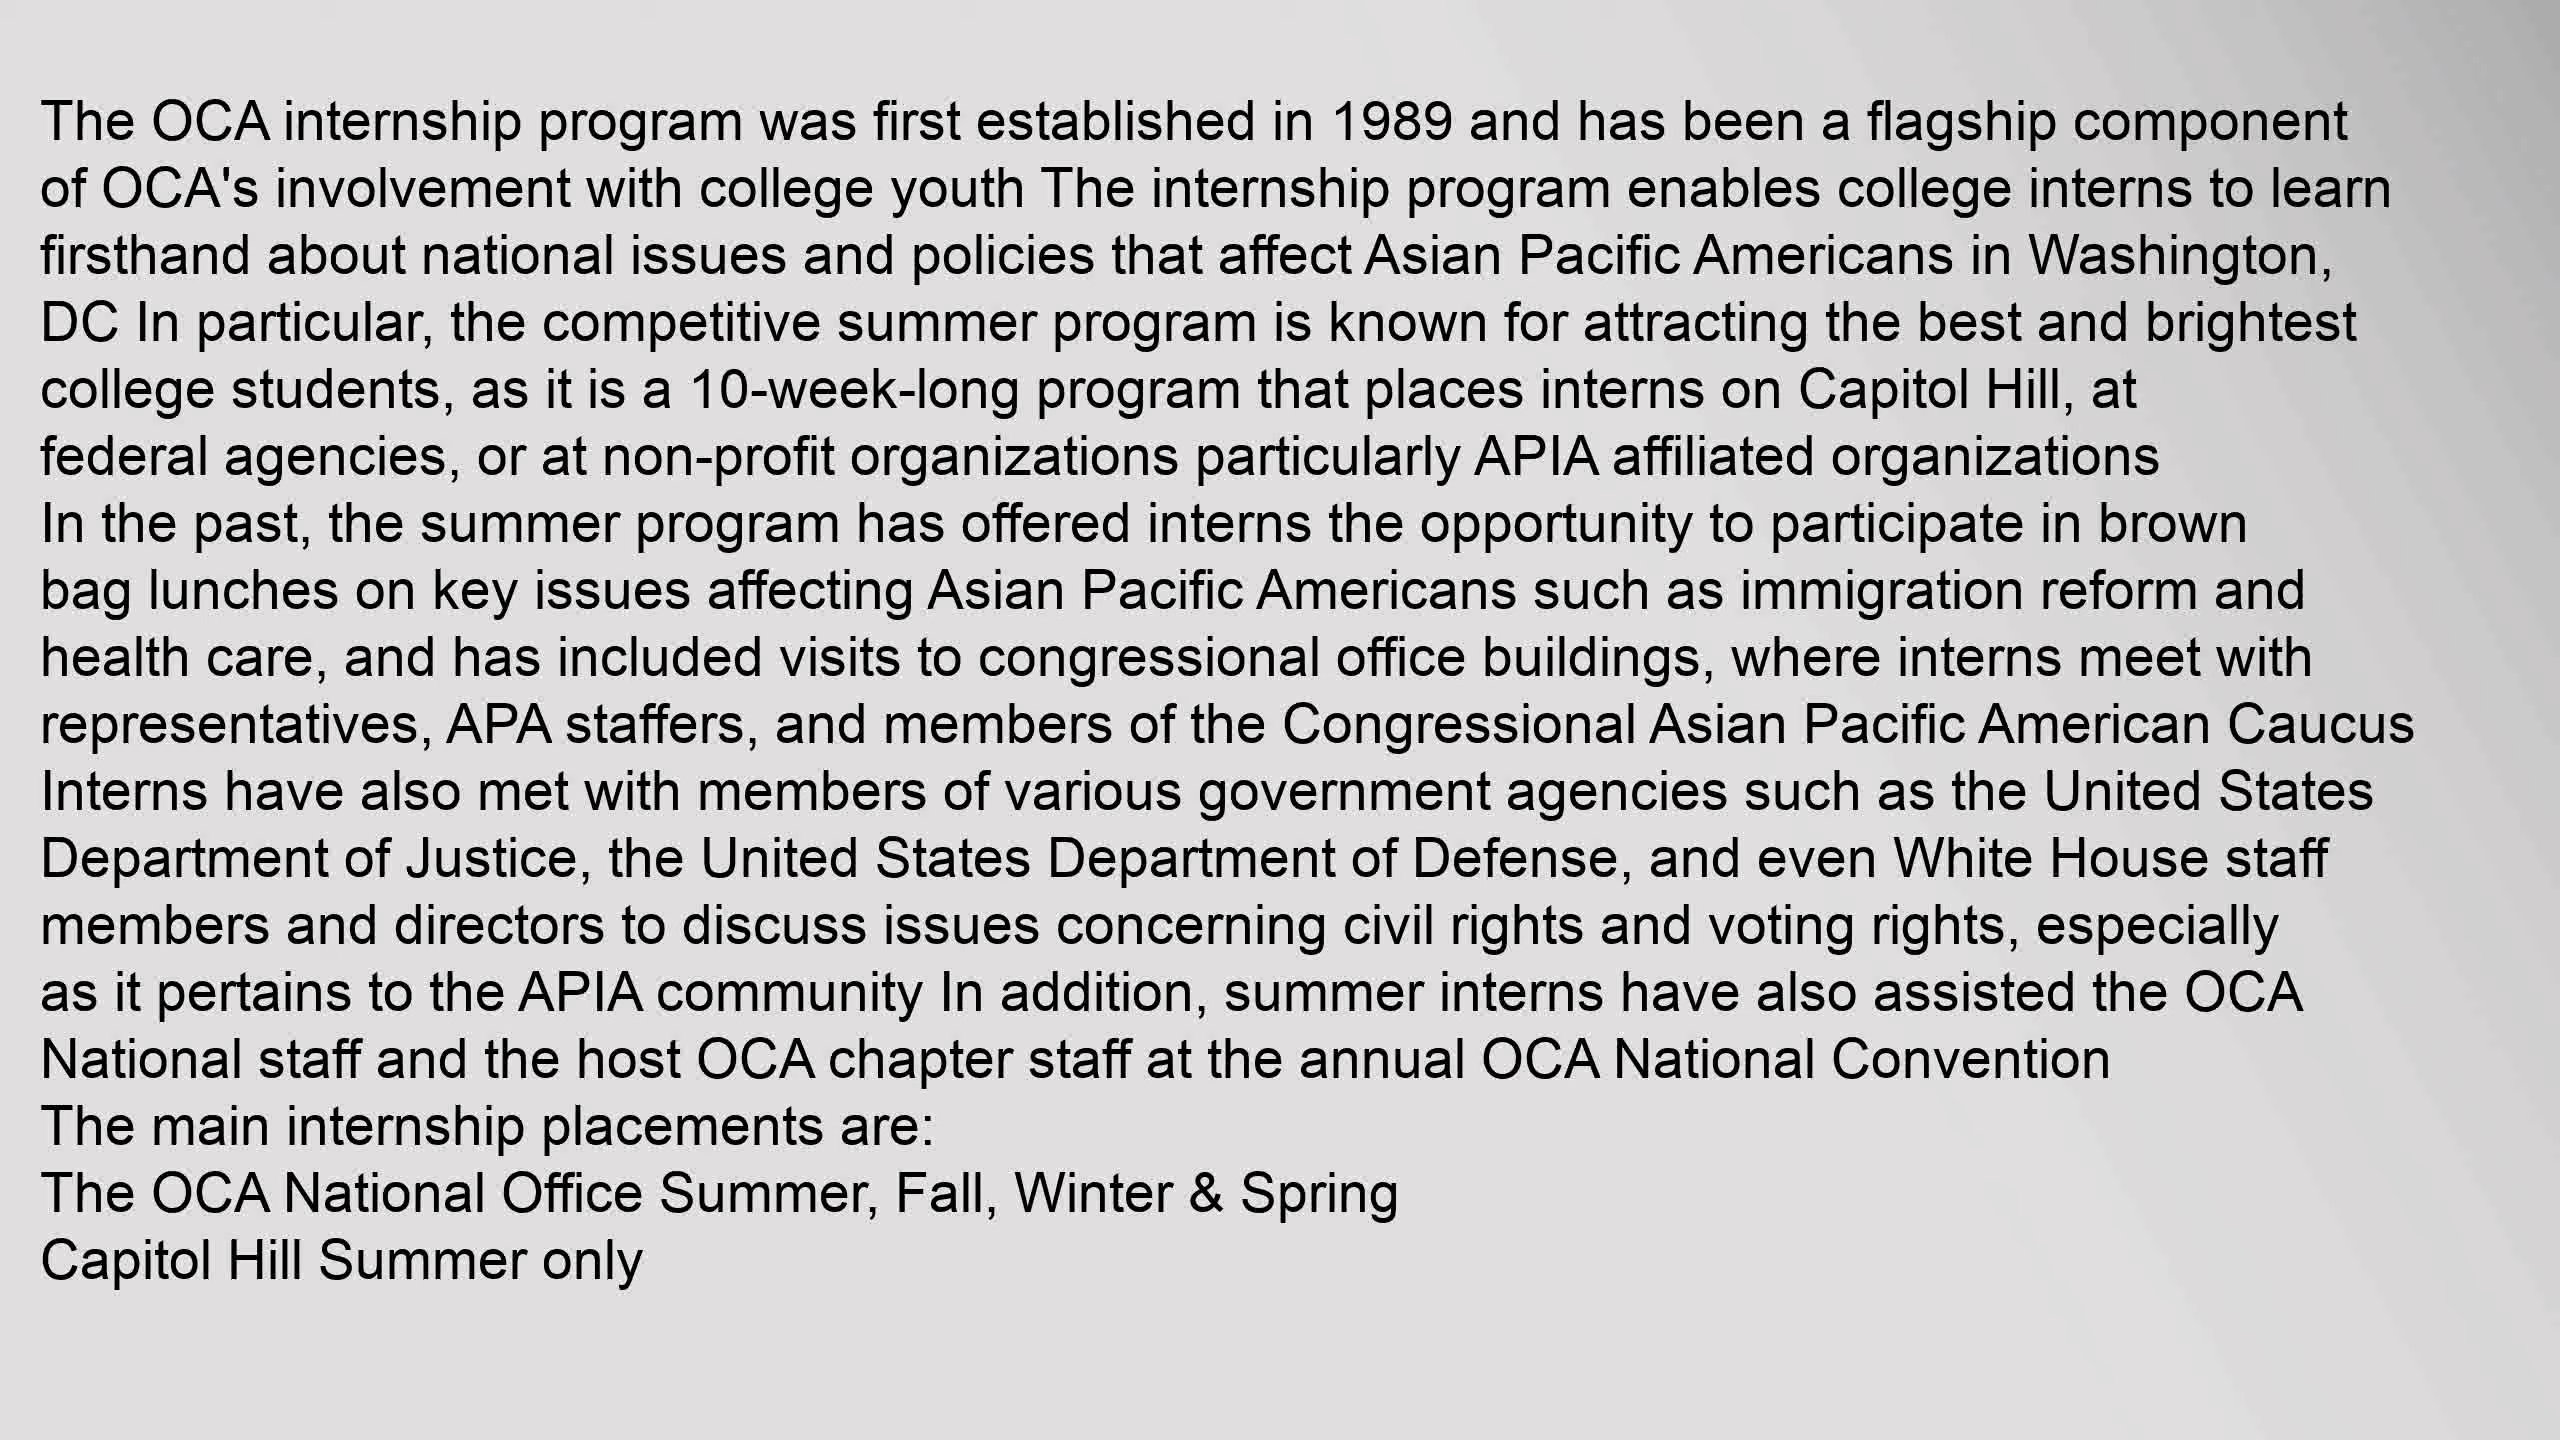 The OCA internship program was first established in 1989 and has been a flagship component
of OCA's involvement with college youth The internship program enables college interns to learn
firsthand about national issues and policies that affect Asian Pacific Americans in Washington,
DC In particular, the competitive summer program is known for attracting the best and brightest
college students, as it is a 10-week-long program that places interns on Capitol Hill, at
federal agencies, or at non-profit organizations particularly APIA affiliated organizations
In the past, the summer program has offered interns the opportunity to participate in brown
bag lunches on key issues affecting Asian Pacific Americans such as immigration reform and
health care, and has included visits to congressional office buildings, where interns meet with
representatives, APA staffers, and members of the Congressional Asian Pacific American Caucus
Interns have also met with members of various government agencies such as the United States
Department of Justice, the United States Department of Defense, and even White House staff
members and directors to discuss issues concerning civil rights and voting rights, especially
as it pertains to the APIA community In addition, summer interns have also assisted the OCA
National staff and the host OCA chapter staff at the annual OCA National Convention
The main internship placements are:
The OCA National Office Summer, Fall, Winter & Spring
Capitol Hill Summer only